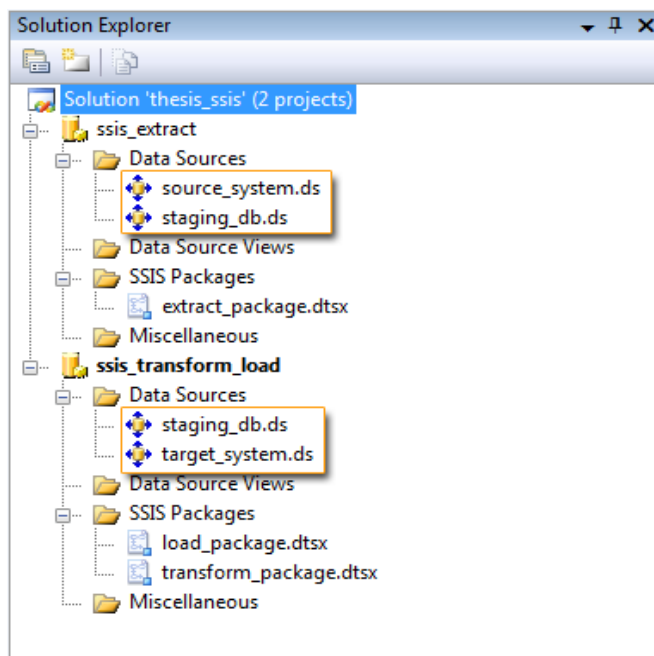 Solution Explorer
Solution 'thesis_ssis' (2 projects)
ssis_extract
Data Sources
source_system.ds
staging_db.ds
Data Source Views
SSIS Packages
extract_package.dtsx
Miscellaneous
ssis_transform_load
Data Sources
staging_db.ds
target_system.ds
Data Source Views
SSIS Packages
load_package.dtsx
transform_package.dtsx
Miscellaneous